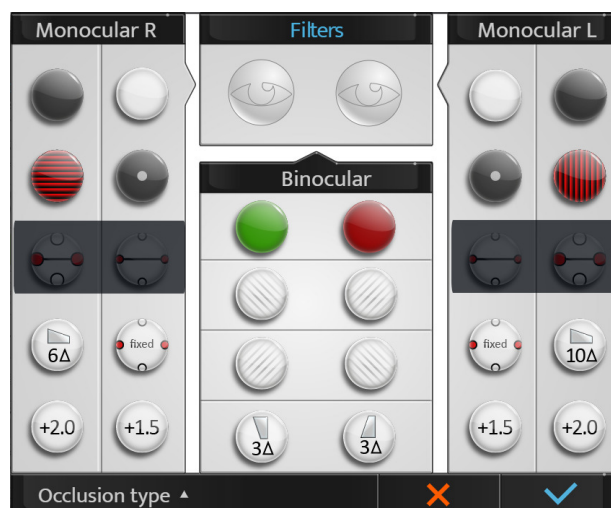 Monocular R
Filters
Monocular L
Binocular
6Δ
fixed
fixed
10Δ
+2.0
+1.5
3Δ
3Δ
+1.5
+2.0
Occlusion type ▲